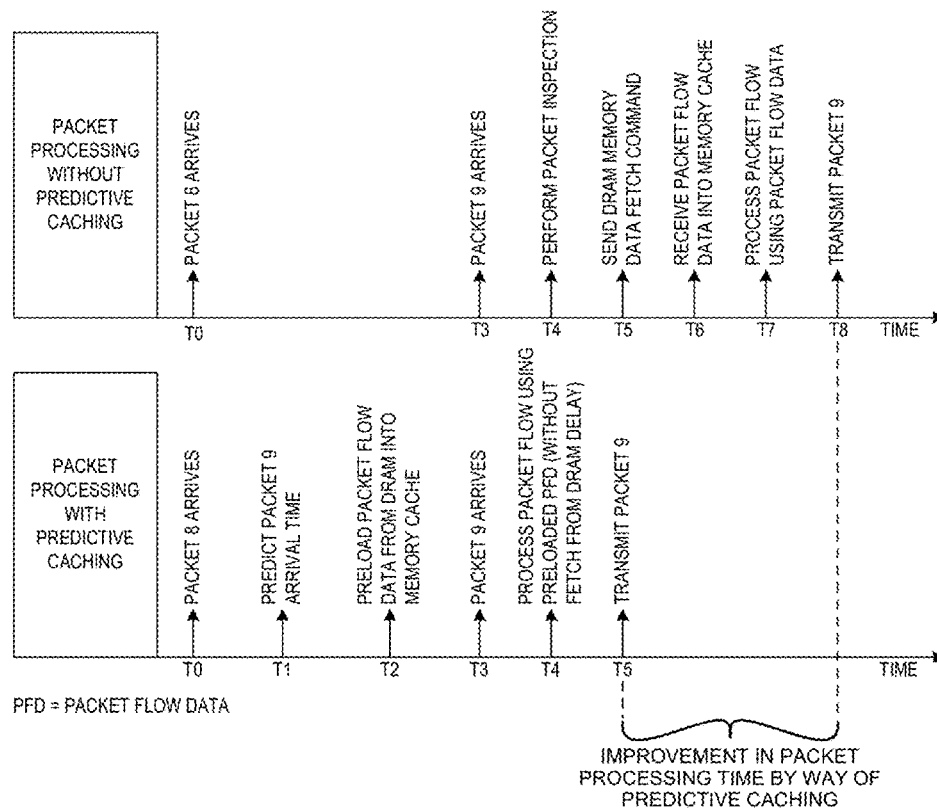 PACKET
PROCESSING
WITHOUT
PREDICTIVE
CACHING
PACKET 6 ARRIVES
PACKET 9 ARRIVES
PERFORM PACKET INSPECTION
SEND DRAM MEMORY
DATA FETCH COMMAND
RECEIVE PACKET FLOW
DATA INTO MEMORY CACHE
PROCESS PACKET FLOW
USING PACKET FLOW DATA
TRANSMIT PACKET 9
T0
T3
T4
T5
T6
T7
T8
TIME
PACKET
PROCESSING
WITH
PREDICTIVE
CACHING
PACKET 8 ARRIVES
PREDICT PACKET 9
ARRIVAL TIME
PRELOAD PACKET FLOW
DATA FROM DRAM INTO
MEMORY CACHE
PACKET 9 ARRIVES
PROCESS PACKET FLOW USING
PRELOADED PFD (WITHOUT
FETCH FROM DRAM DELAY)
TRANSMIT PACKET 9
T0
T1
T2
T3
T4
T5
TIME
PFD = PACKET FLOW DATA
IMPROVEMENT IN PACKET
PROCESSING TIME BY WAY OF
PREDICTIVE CACHING